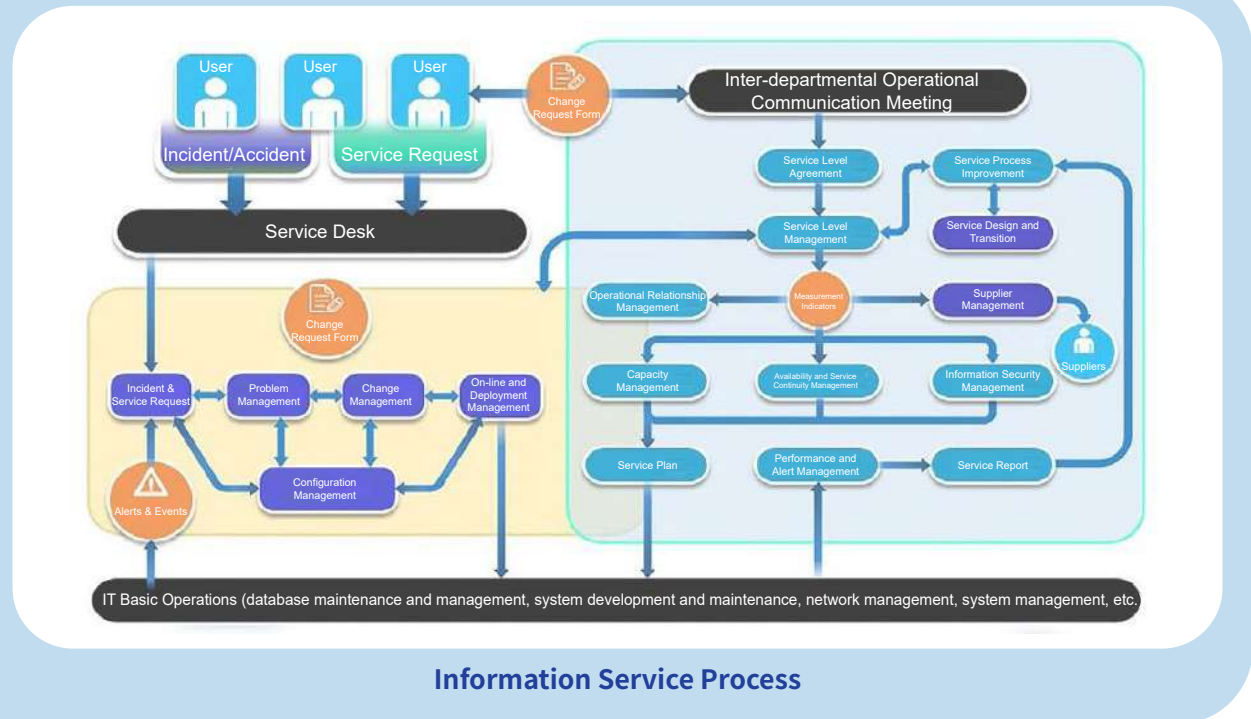 User
User
User
Incident/Accident
Service Request
Change
Request Form
Inter-departmental Operational
Communication Meeting
Service Level
Agreement
Service Process
Improvement
Service Desk
Service Level
Management
Service Design and
Transition
Change
Request Form
Operational Relationship
Management
Measurement
Indicators
Supplier
Management
Suppliers
Incident &
Service Request
Problem
Management
Change
Management
On-line and
Deployment
Management
Capacity
Management
Availability and Service
Continuity Management
Information Security
Management
Configuration
Management
Alerts & Events
Service Plan
Performance and
Alert Management
Service Report
IT Basic Operations (database maintenance and management, system development and maintenance, network management, system management, etc.
Information Service Process